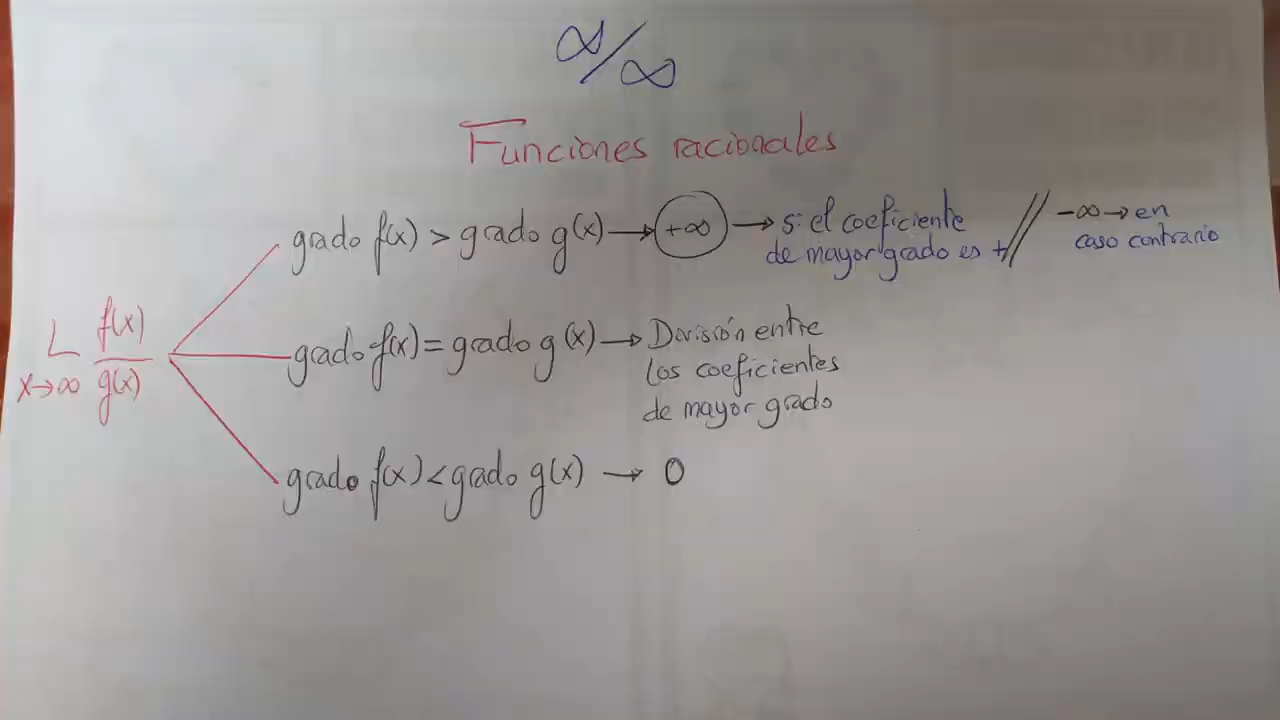 ∞/∞
Funciones racionales
grado f(x) > grado g(x) → +∞ → si el coeficiente
de mayor grado es + // -∞ → en
caso contrario
L f(x)
x→∞ g(x)
grado f(x) = grado g(x) → División entre
los coeficientes
de mayor grado
grado f(x) < grado g(x) → 0